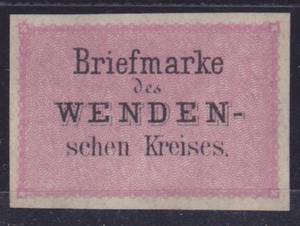 Briefmarke
des
WENDEN-
schen Kreises.